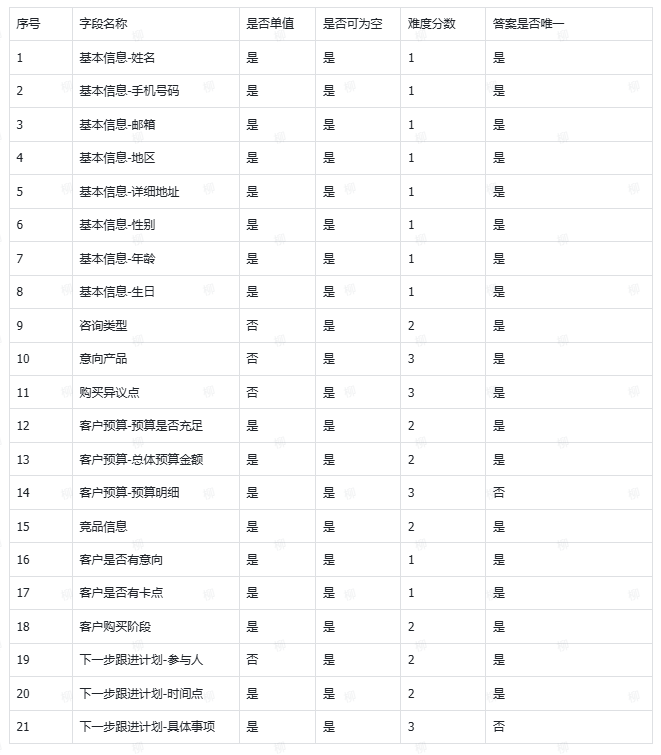 序号 字段名称 是否单值 是否可为空 难度分数 答案是否唯一
1 基本信息-姓名 是 是 1 是
2 基本信息-手机号码 是 是 1 是
3 基本信息-邮箱 是 是 1 是
4 基本信息-地区 是 是 1 是
5 基本信息-详细地址 是 是 1 是
6 基本信息-性别 是 是 1 是
7 基本信息-年龄 是 是 1 是
8 基本信息-生日 是 是 1 是
9 咨询类型 否 是 2 是
10 意向产品 否 是 3 是
11 购买异议点 否 是 3 是
12 客户预算-预算是否充足 是 是 2 是
13 客户预算-总体预算金额 是 是 2 是
14 客户预算-预算明细 是 是 3 否
15 竞品信息 是 是 2 是
16 客户是否有意向 是 是 1 是
17 客户是否有卡点 是 是 1 是
18 客户购买阶段 是 是 2 是
19 下一步跟进计划-参与人 否 是 2 是
20 下一步跟进计划-时间点 是 是 2 是
21 下一步跟进计划-具体事项 是 是 3 否